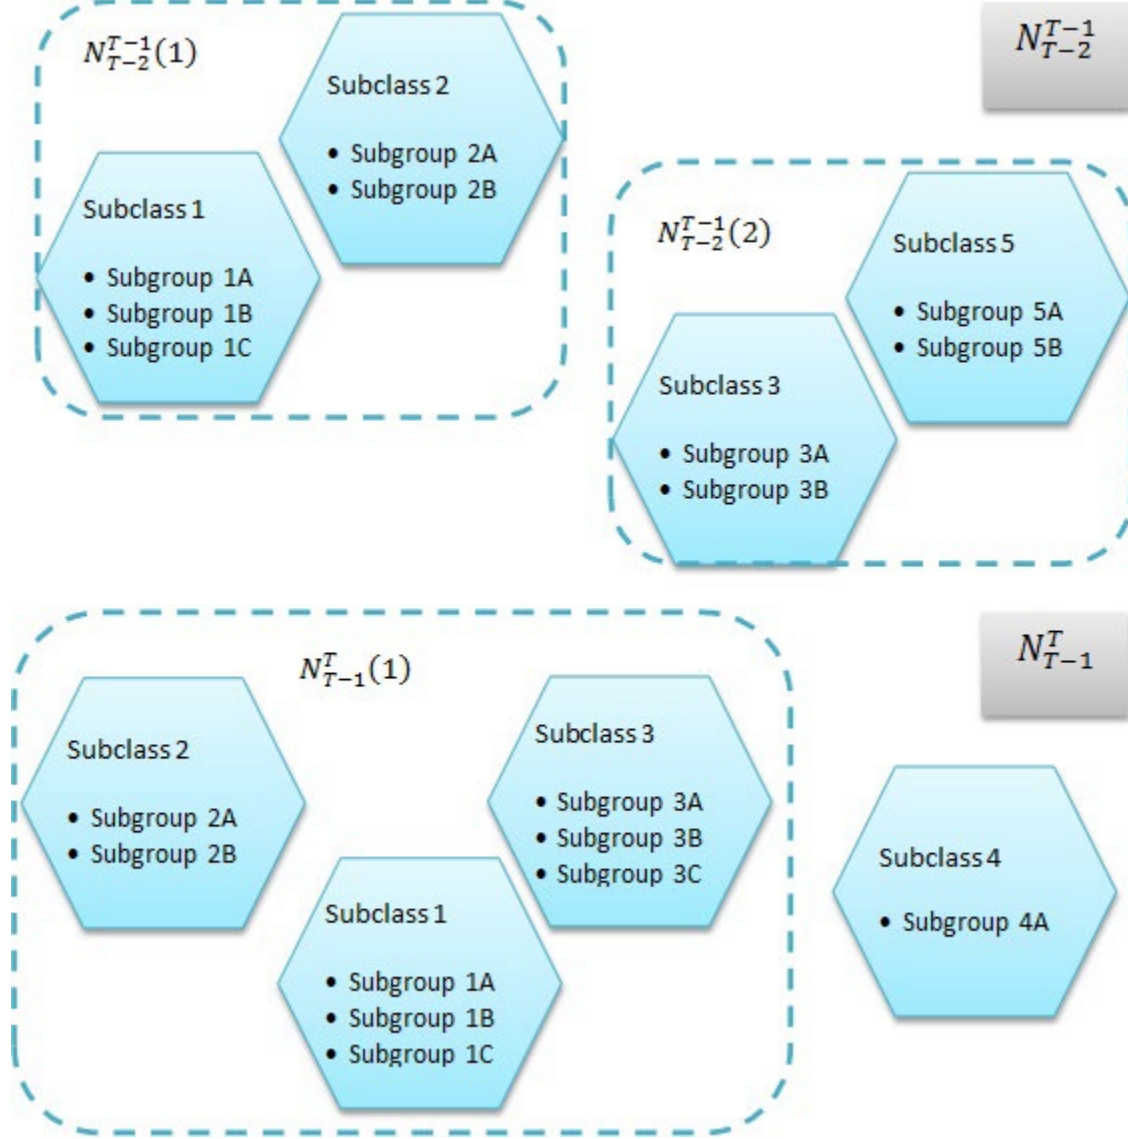 $N_{T-2}^{T-1}(1)$
Subclass 2
• Subgroup 2A
• Subgroup 2B
Subclass 1
• Subgroup 1A
• Subgroup 1B
• Subgroup 1C
$N_{T-2}^{T-1}$
$N_{T-2}^{T-1}(2)$
Subclass 5
• Subgroup 5A
• Subgroup 5B
Subclass 3
• Subgroup 3A
• Subgroup 3B
$N_{T-1}^{T}(1)$
Subclass 2
• Subgroup 2A
• Subgroup 2B
Subclass 3
• Subgroup 3A
• Subgroup 3B
• Subgroup 3C
Subclass 1
• Subgroup 1A
• Subgroup 1B
• Subgroup 1C
$N_{T-1}^{T}$
Subclass 4
• Subgroup 4A